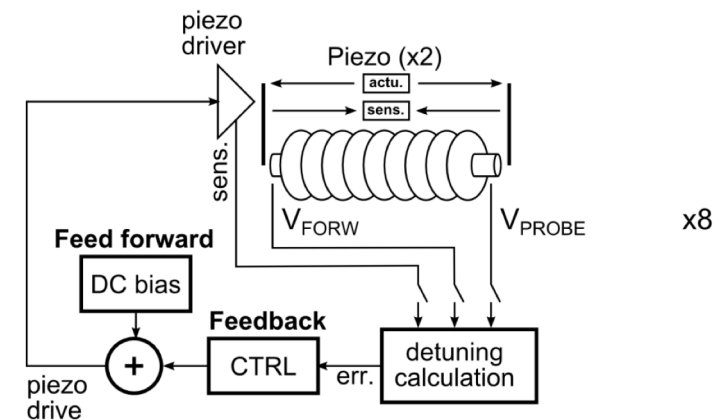 piezo
driver
Piezo (x2)
actu.
sens.
sens.
VFORW
VPROBE
x8
Feed forward
DC bias
Feedback
+
CTRL
err.
detuning
calculation
piezo
drive